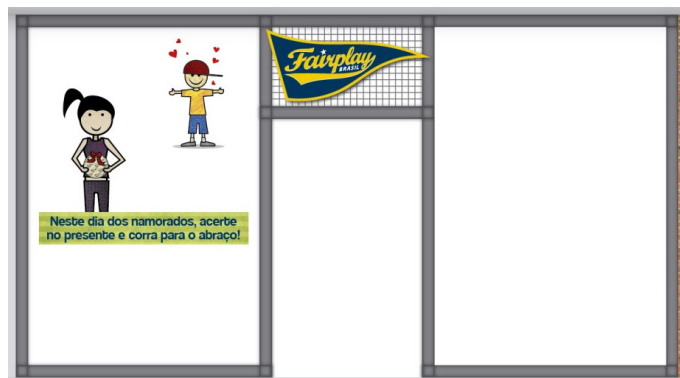 Fairplay
BRASIL
Neste dia dos namorados, acerte
no presente e corra para o abraço!